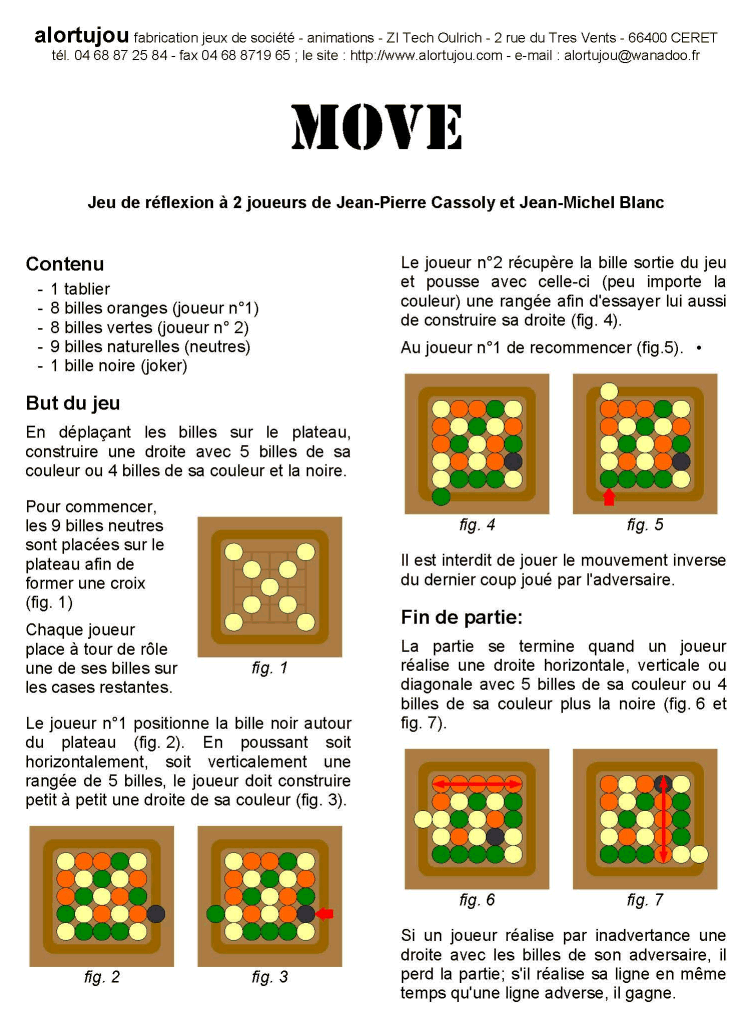 alortujou fabrication jeux de société - animations - ZI Tech Oulrich - 2 rue du Tres Vents - 66400 CERET
tél. 04 68 87 25 84 - fax 04 68 8719 65 ; le site : http://www.alortujou.com - e-mail : alortujou@wanadoo.fr
MOVE
Jeu de réflexion à 2 joueurs de Jean-Pierre Cassoly et Jean-Michel Blanc
Contenu
- 1 tablier
- 8 billes oranges (joueur n°1)
- 8 billes vertes (joueur n° 2)
- 9 billes naturelles (neutres)
- 1 bille noire (joker)
But du jeu
En déplaçant les billes sur le plateau,
construire une droite avec 5 billes de sa
couleur ou 4 billes de sa couleur et la noire.
Pour commencer,
les 9 billes neutres
sont placées sur le
plateau afin de
former une croix
(fig. 1)
Chaque joueur
place à tour de rôle
une de ses billes sur
les cases restantes.
fig. 1
Le joueur n°1 positionne la bille noir autour
du plateau (fig. 2). En poussant soit
horizontalement, soit verticalement une
rangée de 5 billes, le joueur doit construire
petit à petit une droite de sa couleur (fig. 3).
fig. 2
fig. 3
Le joueur n°2 récupère la bille sortie du jeu
et pousse avec celle-ci (peu importe la
couleur) une rangée afin d'essayer lui aussi
de construire sa droite (fig. 4).
Au joueur n°1 de recommencer (fig.5). •
fig. 4
fig. 5
Il est interdit de jouer le mouvement inverse
du dernier coup joué par l'adversaire.
Fin de partie:
La partie se termine quand un joueur
réalise une droite horizontale, verticale ou
diagonale avec 5 billes de sa couleur ou 4
billes de sa couleur plus la noire (fig. 6 et
fig. 7).
fig. 6
fig. 7
Si un joueur réalise par inadvertance une
droite avec les billes de son adversaire, il
perd la partie; s'il réalise sa ligne en même
temps qu'une ligne adverse, il gagne.